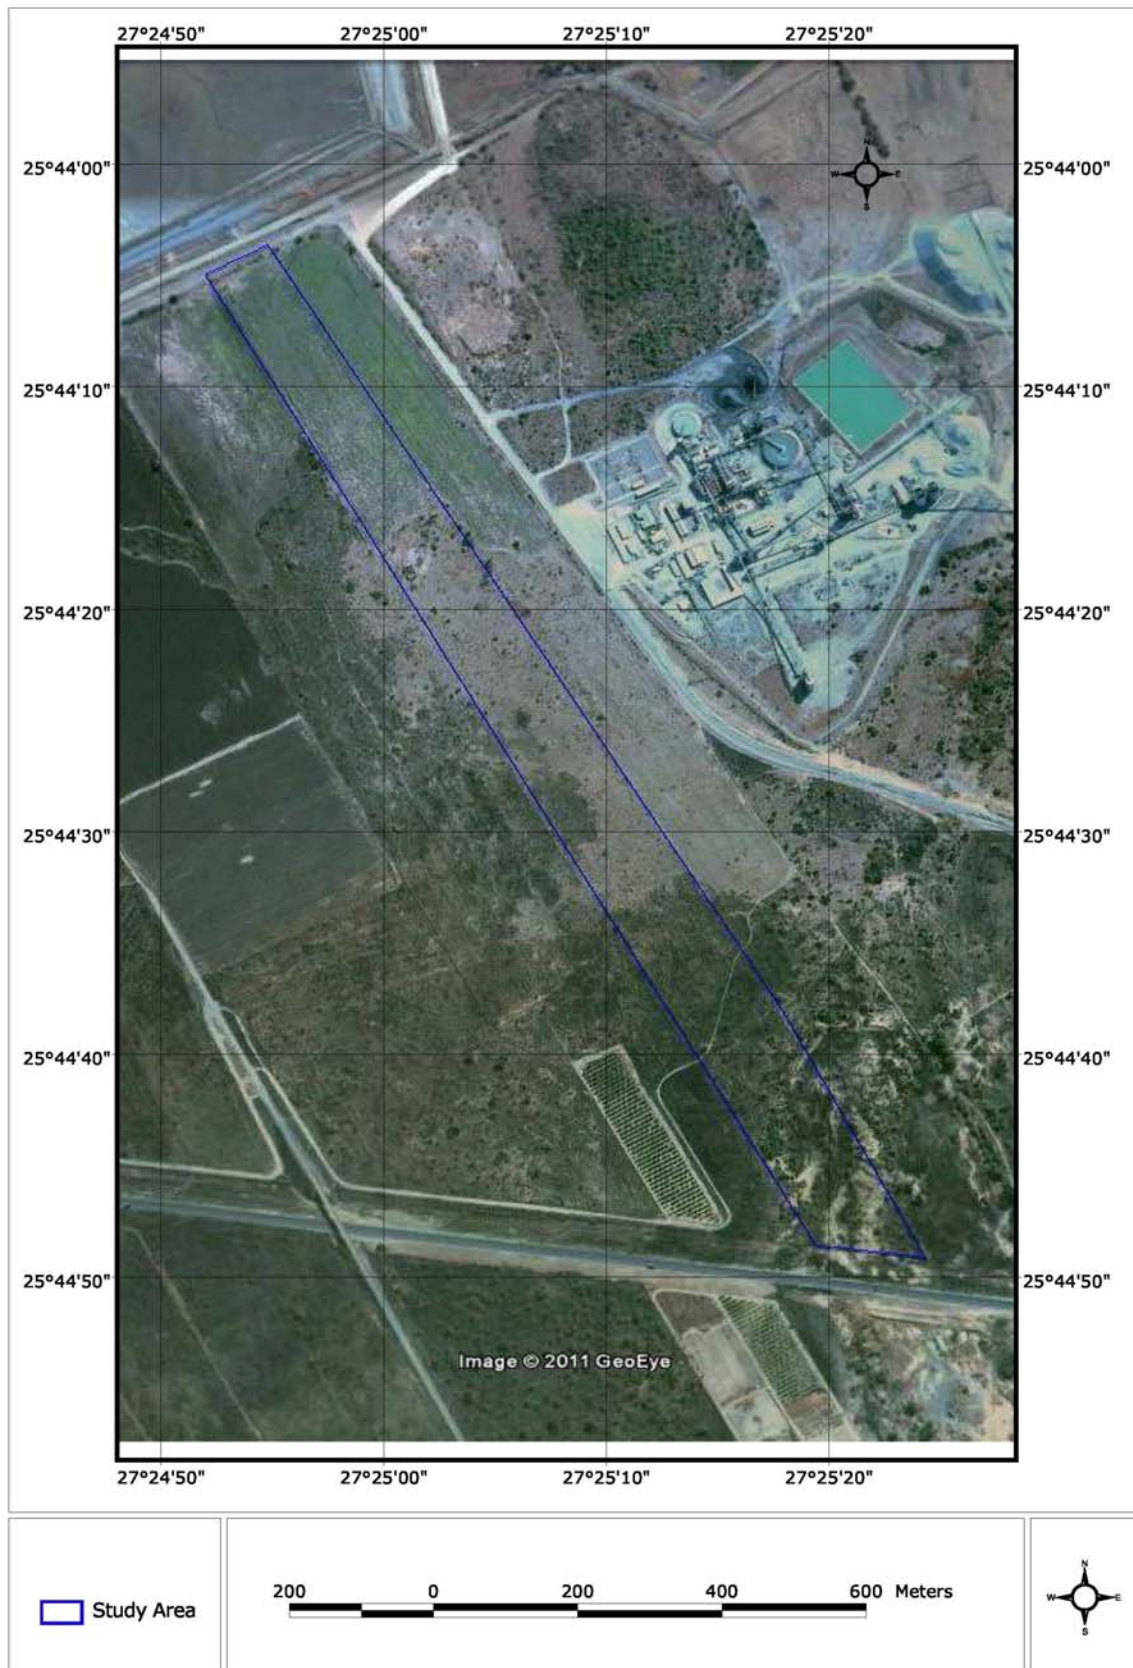 27°24'50" 27°25'00" 27°25'10" 27°25'20"
N
W E
S
25°44'00" 25°44'00"
25°44'10" 25°44'10"
25°44'20" 25°44'20"
25°44'30" 25°44'30"
25°44'40" 25°44'40"
25°44'50" 25°44'50"
Image © 2011 GeoEye
27°24'50" 27°25'00" 27°25'10" 27°25'20"
Study Area
200 0 200 400 600 Meters
N
W E
S